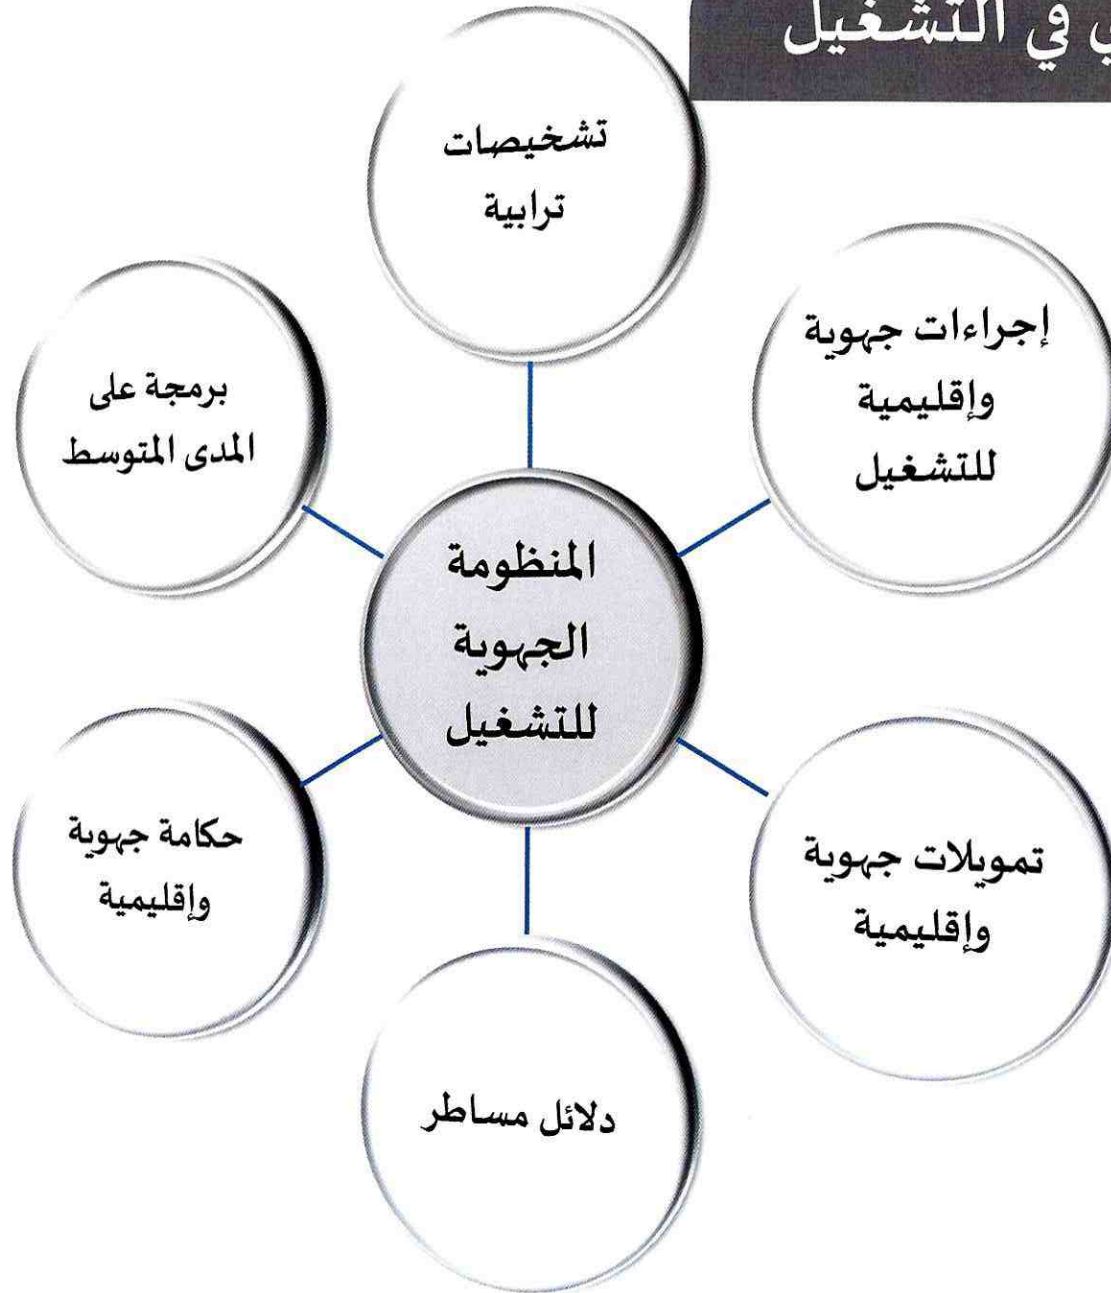 في التشغيل
تشخيصات
ترابية
إجراءات جهوية
وإقليمية
للتشغيل
برمجة على
المدى المتوسط
المنظومة
الجهوية
للتشغيل
تمويلات جهوية
وإقليمية
حكامة جهوية
وإقليمية
دلائل مساطر